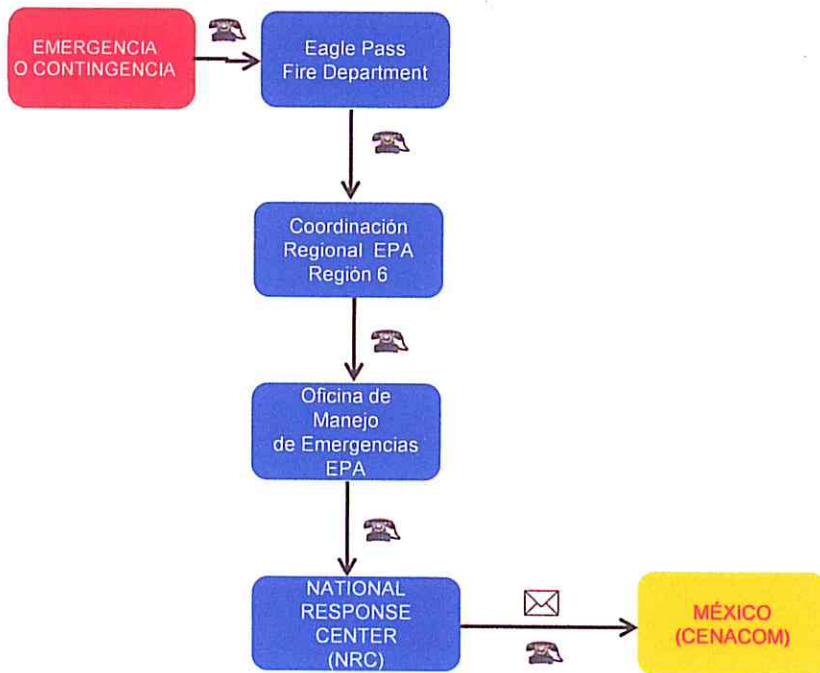 EMERGENCIA
O CONTINGENCIA
Eagle Pass
Fire Department
Coordinación
Regional EPA
Región 6
Oficina de
Manejo
de Emergencias
EPA
NATIONAL
RESPONSE
CENTER
(NRC)
MÉXICO
(CENACOM)